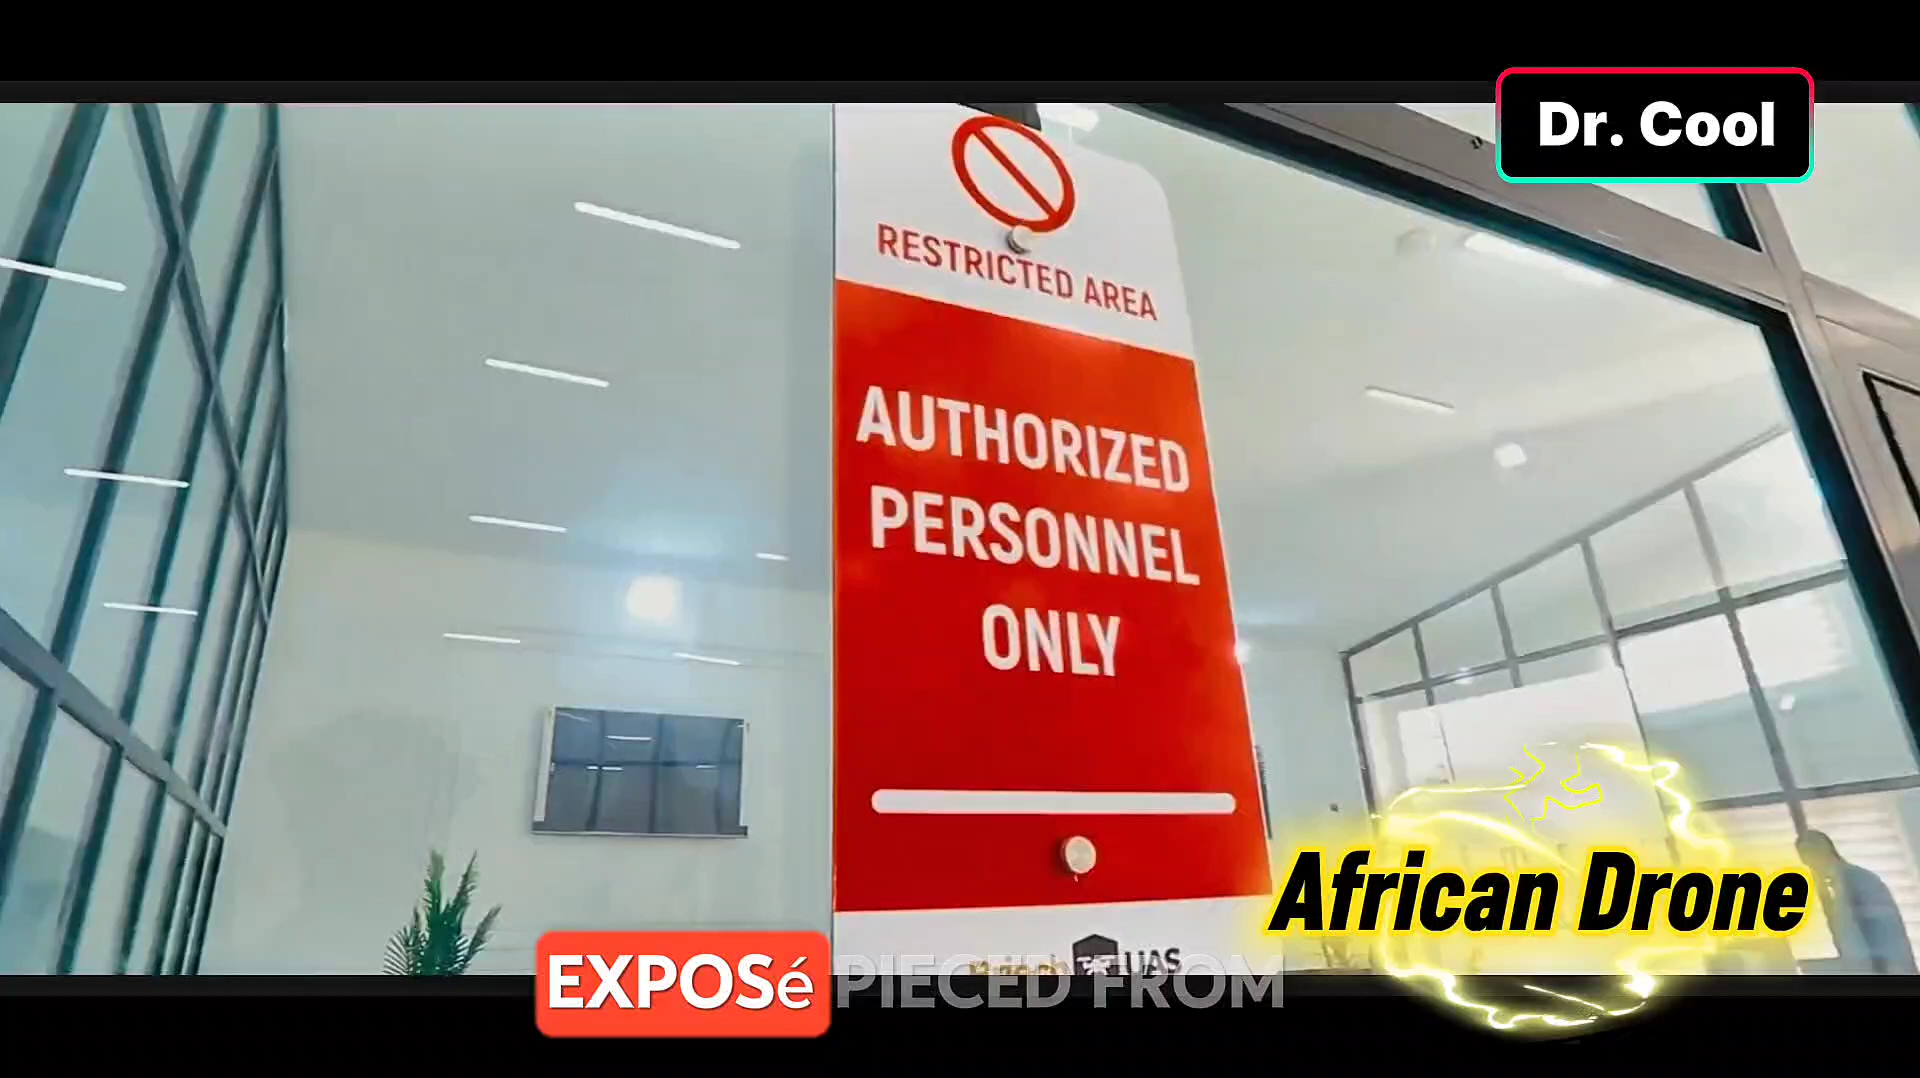 Dr. Cool
RESTRICTED AREA
AUTHORIZED
PERSONNEL
ONLY
African Drone
UAS
EXPOSé PIECED FROM